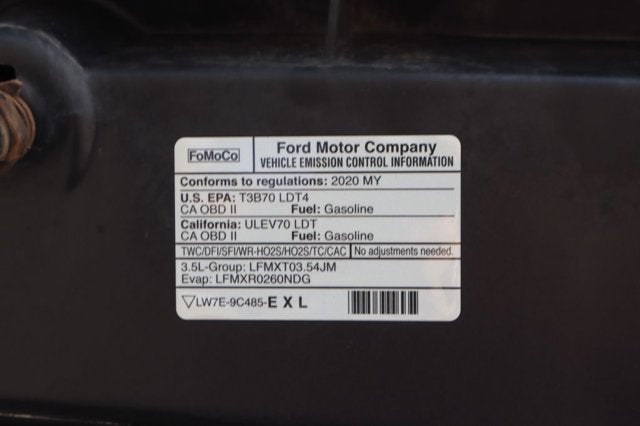 FoMoCo
Ford Motor Company
VEHICLE EMISSION CONTROL INFORMATION
Conforms to regulations: 2020 MY
U.S. EPA: T3B70 LDT4
CA OBD II Fuel: Gasoline
California: ULEV70 LDT
CA OBD II Fuel: Gasoline
TWC/DFI/SFI/WR-HO2S/HO2S/TC/CAC No adjustments needed.
3.5L-Group: LFMXT03.54JM
Evap: LFMXR0260NDG
LW7E-9C485-E X L